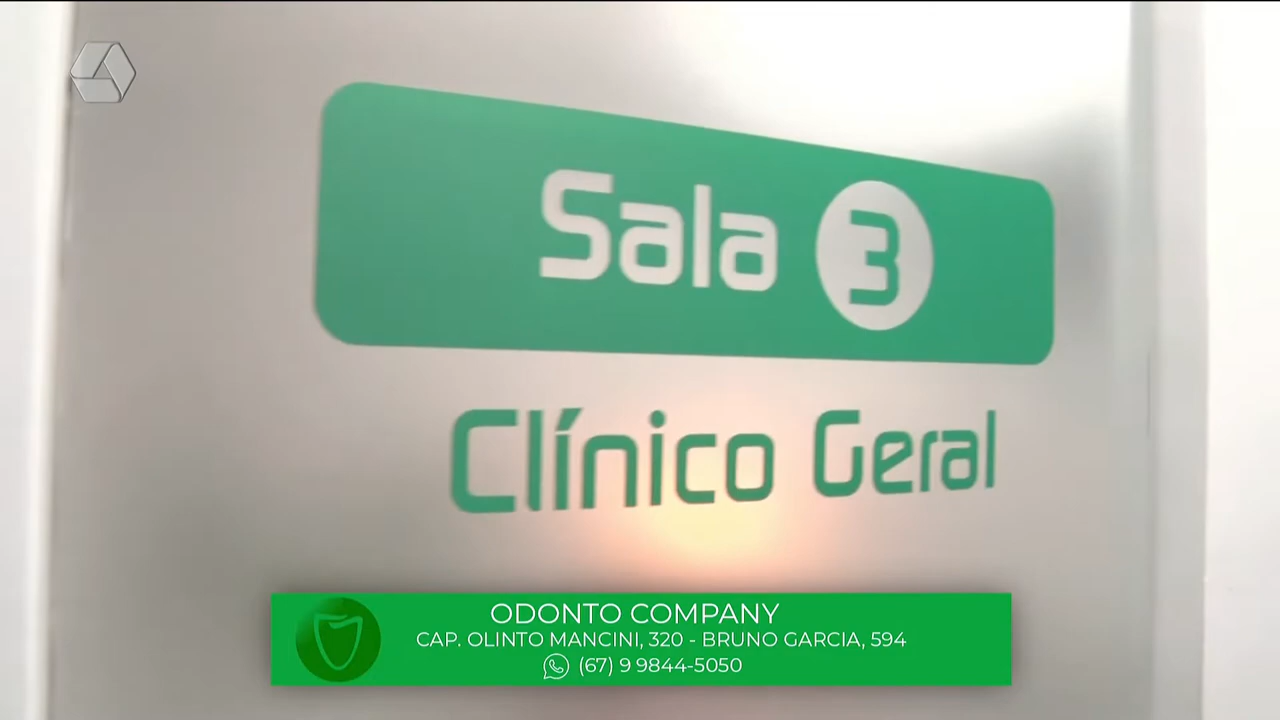 Sala 3
Clínico Geral
ODONTO COMPANY
CAP. OLINTO MANCINI, 320 - BRUNO GARCIA, 594
(67) 9 9844-5050